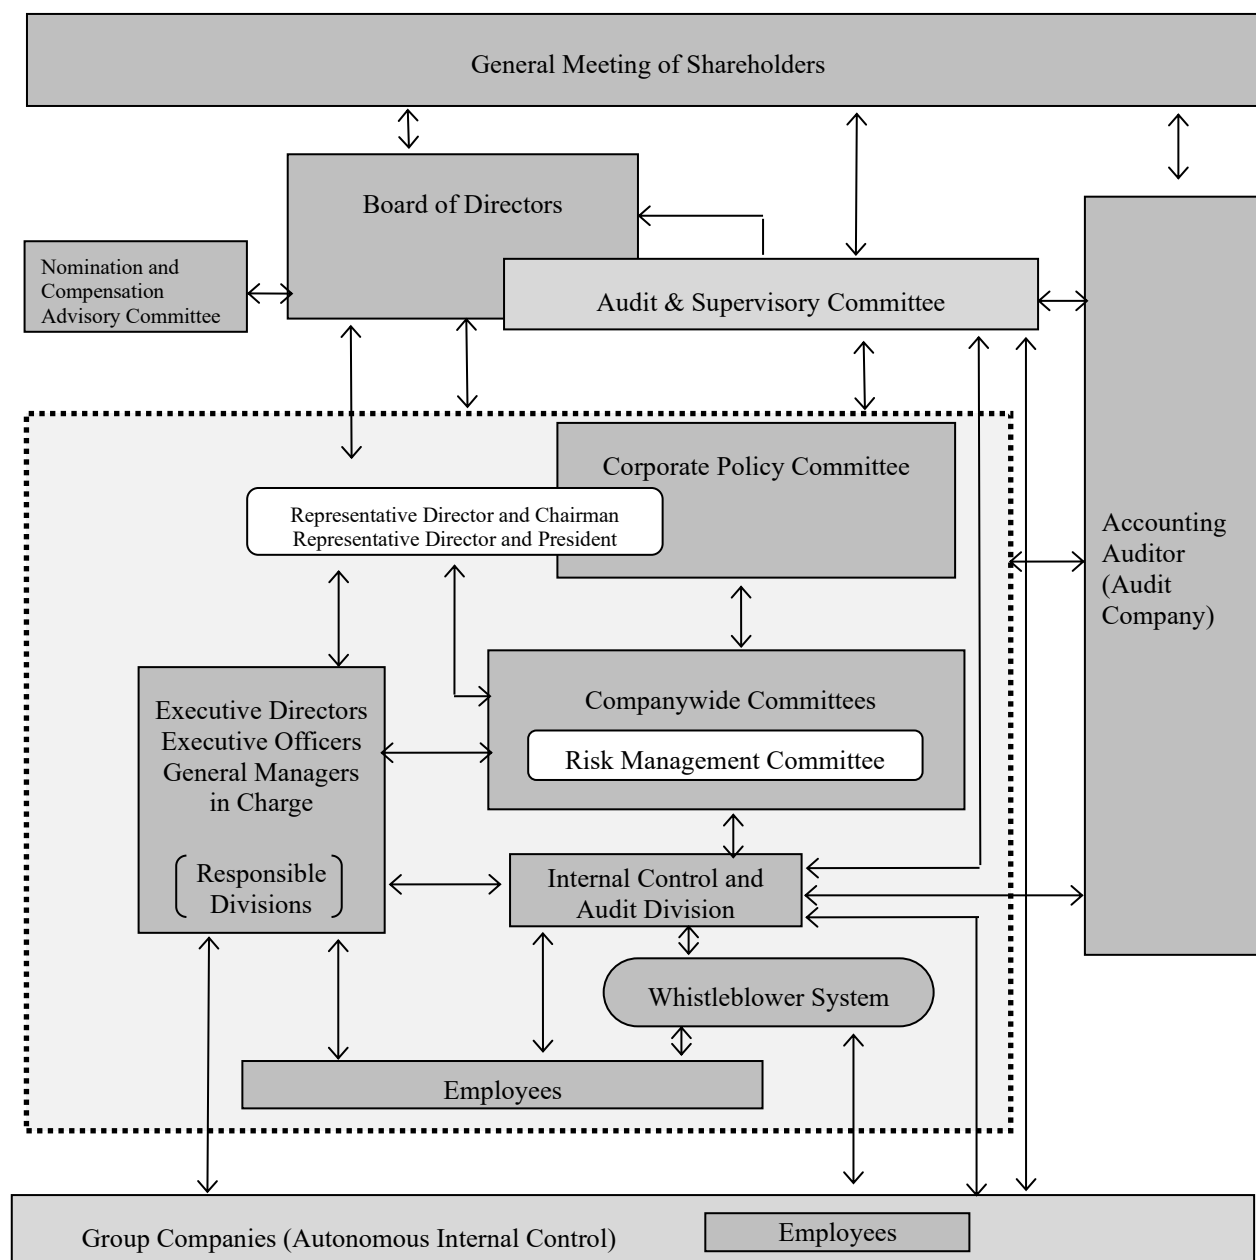 General Meeting of Shareholders
Board of Directors
Nomination and
Compensation
Advisory Committee
Audit & Supervisory Committee
Corporate Policy Committee
Representative Director and Chairman
Representative Director and President
Accounting
Auditor
(Audit
Company)
Executive Directors
Executive Officers
General Managers
in Charge
Responsible
Divisions
Companywide Committees
Risk Management Committee
Internal Control and
Audit Division
Whistleblower System
Employees
Group Companies (Autonomous Internal Control)
Employees